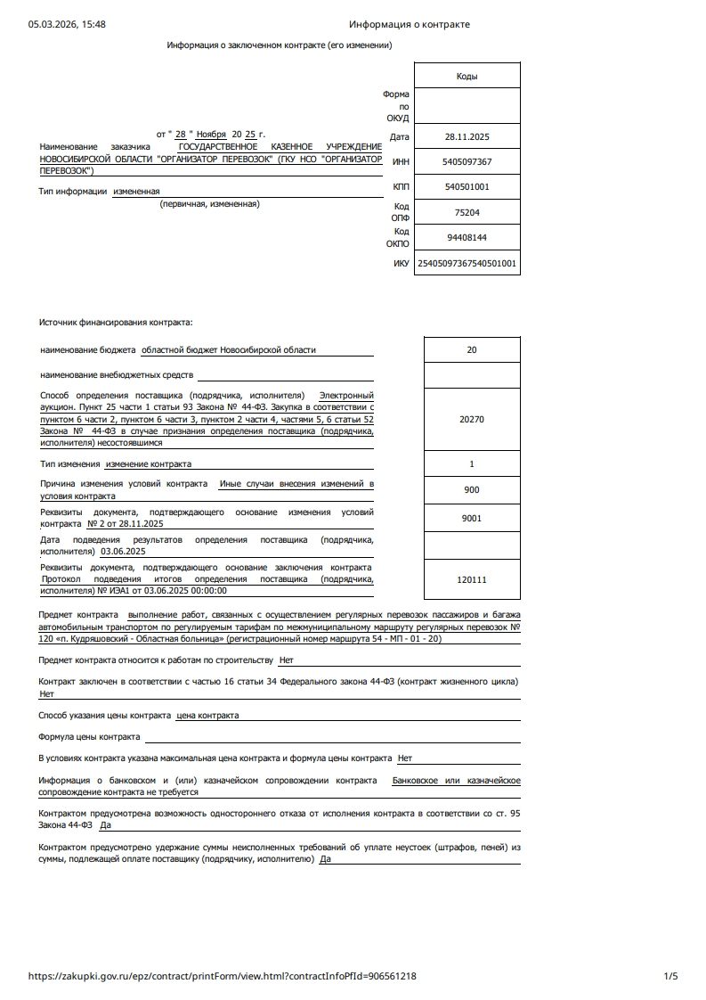 05.03.2026, 15:48 Информация о контракте
Информация о заключенном контракте (его изменении)
Коды
Форма
по
ОКУД
от " 28 " Ноября 20 25 г.
Дата 28.11.2025
Наименование заказчика ГОСУДАРСТВЕННОЕ КАЗЕННОЕ УЧРЕЖДЕНИЕ
НОВОСИБИРСКОЙ ОБЛАСТИ "ОРГАНИЗАТОР ПЕРЕВОЗОК" (ГКУ НСО "ОРГАНИЗАТОР
ПЕРЕВОЗОК")
ИНН 5405097367
Тип информации измененная
(первичная, измененная)
КПП 540501001
Код
ОПФ 75204
Код
ОКПО 94408144
ИКУ 25405097367540501001
Источник финансирования контракта:
наименование бюджета областной бюджет Новосибирской области 20
наименование внебюджетных средств
Способ определения поставщика (подрядчика, исполнителя) Электронный
аукцион. Пункт 25 части 1 статьи 93 Закона № 44-ФЗ. Закупка в соответствии с
пунктом 6 части 2, пунктом 6 части 3, пунктом 2 части 4, частями 5, 6 статьи 52
Закона № 44-ФЗ в случае признания определения поставщика (подрядчика,
исполнителя) несостоявшимся
20270
Тип изменения изменение контракта 1
Причина изменения условий контракта Иные случаи внесения изменений в
условия контракта
900
Реквизиты документа, подтверждающего основание изменения условий
контракта № 2 от 28.11.2025
9001
Дата подведения результатов определения поставщика (подрядчика,
исполнителя) 03.06.2025
Реквизиты документа, подтверждающего основание заключения контракта
Протокол подведения итогов определения поставщика (подрядчика,
исполнителя) № ИЭА1 от 03.06.2025 00:00:00
120111
Предмет контракта выполнение работ, связанных с осуществлением регулярных перевозок пассажиров и багажа
автомобильным транспортом по регулируемым тарифам по межмуниципальному маршруту регулярных перевозок №
120 «п. Кудряшовский - Областная больница» (регистрационный номер маршрута 54 - МП - 01 - 20)
Предмет контракта относится к работам по строительству Нет
Контракт заключен в соответствии с частью 16 статьи 34 Федерального закона 44-ФЗ (контракт жизненного цикла)
Нет
Способ указания цены контракта цена контракта
Формула цены контракта
В условиях контракта указана максимальная цена контракта и формула цены контракта Нет
Информация о банковском и (или) казначейском сопровождении контракта Банковское или казначейское
сопровождение контракта не требуется
Контрактом предусмотрена возможность одностороннего отказа от исполнения контракта в соответствии со ст. 95
Закона 44-ФЗ Да
Контрактом предусмотрено удержание суммы неисполненных требований об уплате неустоек (штрафов, пеней) из
суммы, подлежащей оплате поставщику (подрядчику, исполнителю) Да
https://zakupki.gov.ru/epz/contract/printForm/view.html?contractInfoPfId=906561218 1/5